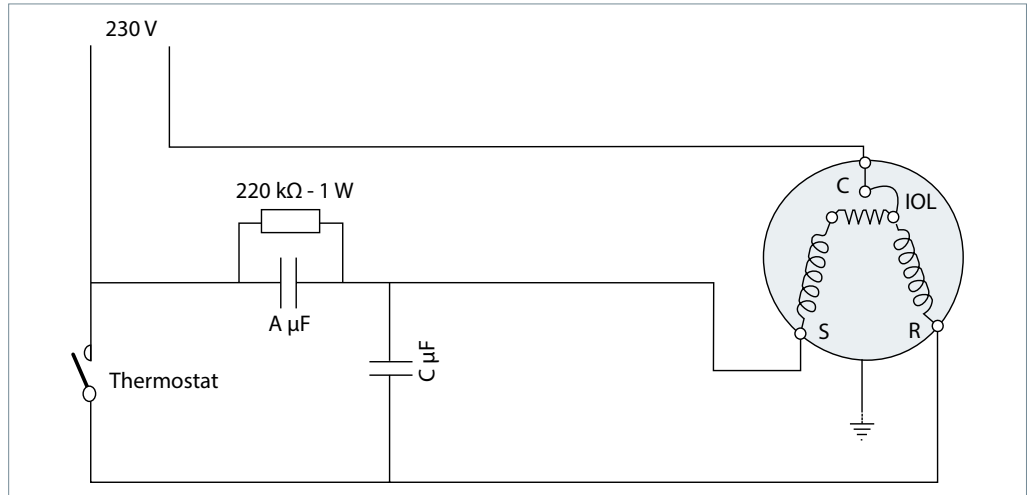 230 V
220 kΩ - 1 W
C
IOL
A µF
S
R
C µF
Thermostat